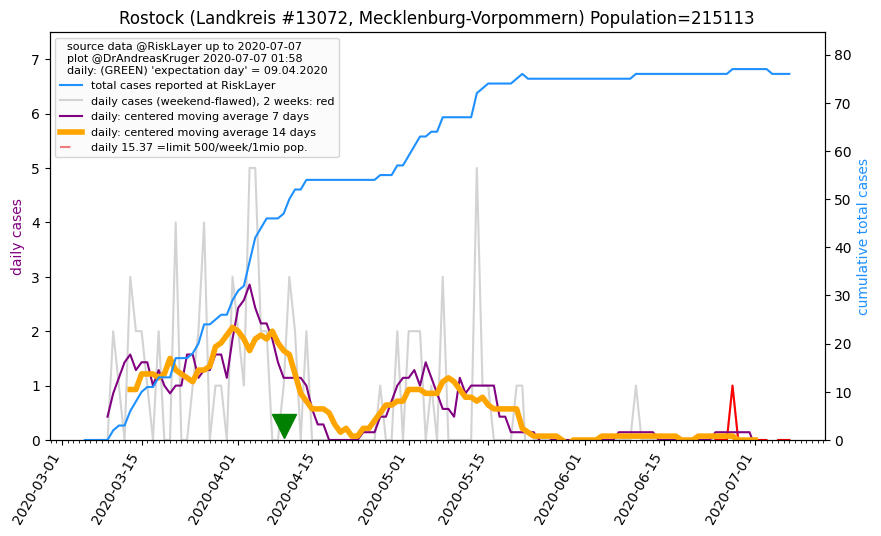 Rostock (Landkreis #13072, Mecklenburg-Vorpommern) Population=215113
source data @RiskLayer up to 2020-07-07
plot @DrAndreasKruger 2020-07-07 01:58
daily: (GREEN) 'expectation day' = 09.04.2020
total cases reported at RiskLayer
daily cases (weekend-flawed), 2 weeks: red
daily: centered moving average 7 days
daily: centered moving average 14 days
daily 15.37 =limit 500/week/1mio pop.
daily cases
7
6
5
4
3
2
1
0
cumulative total cases
80
70
60
50
40
30
20
10
0
2020-03-01
2020-03-15
2020-04-01
2020-04-15
2020-05-01
2020-05-15
2020-06-01
2020-06-15
2020-07-01